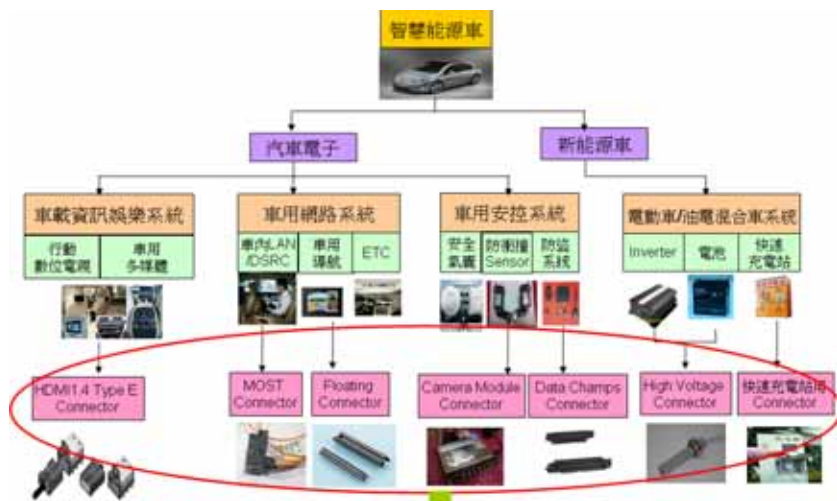 智慧能源車
汽車電子
新能源車
車載資訊娛樂系統
車用網路系統
車用安控系統
電動車/油電混合車系統
行動
數位電視
車用
多媒體
車內LAN
/DSRC
車用
導航
ETC
安全
氣囊
防衝撞
Sensor
防盜
系統
Inverter
電池
快速
充電站
HDMI1.4 Type E
Connector
MOST
Connector
Floating
Connector
Camera Module
Connector
Data Champs
Connector
High Voltage
Connector
快速充電站用
Connector